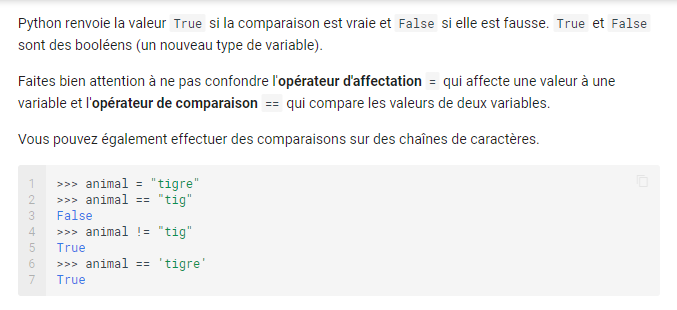 Python renvoie la valeur True si la comparaison est vraie et False si elle est fausse. True et False
sont des booléens (un nouveau type de variable).
Faites bien attention à ne pas confondre l'opérateur d'affectation = qui affecte une valeur à une
variable et l'opérateur de comparaison == qui compare les valeurs de deux variables.
Vous pouvez également effectuer des comparaisons sur des chaînes de caractères.
1 >>> animal = "tigre"
2 >>> animal == "tig"
3 False
4 >>> animal != "tig"
5 True
6 >>> animal == 'tigre'
7 True